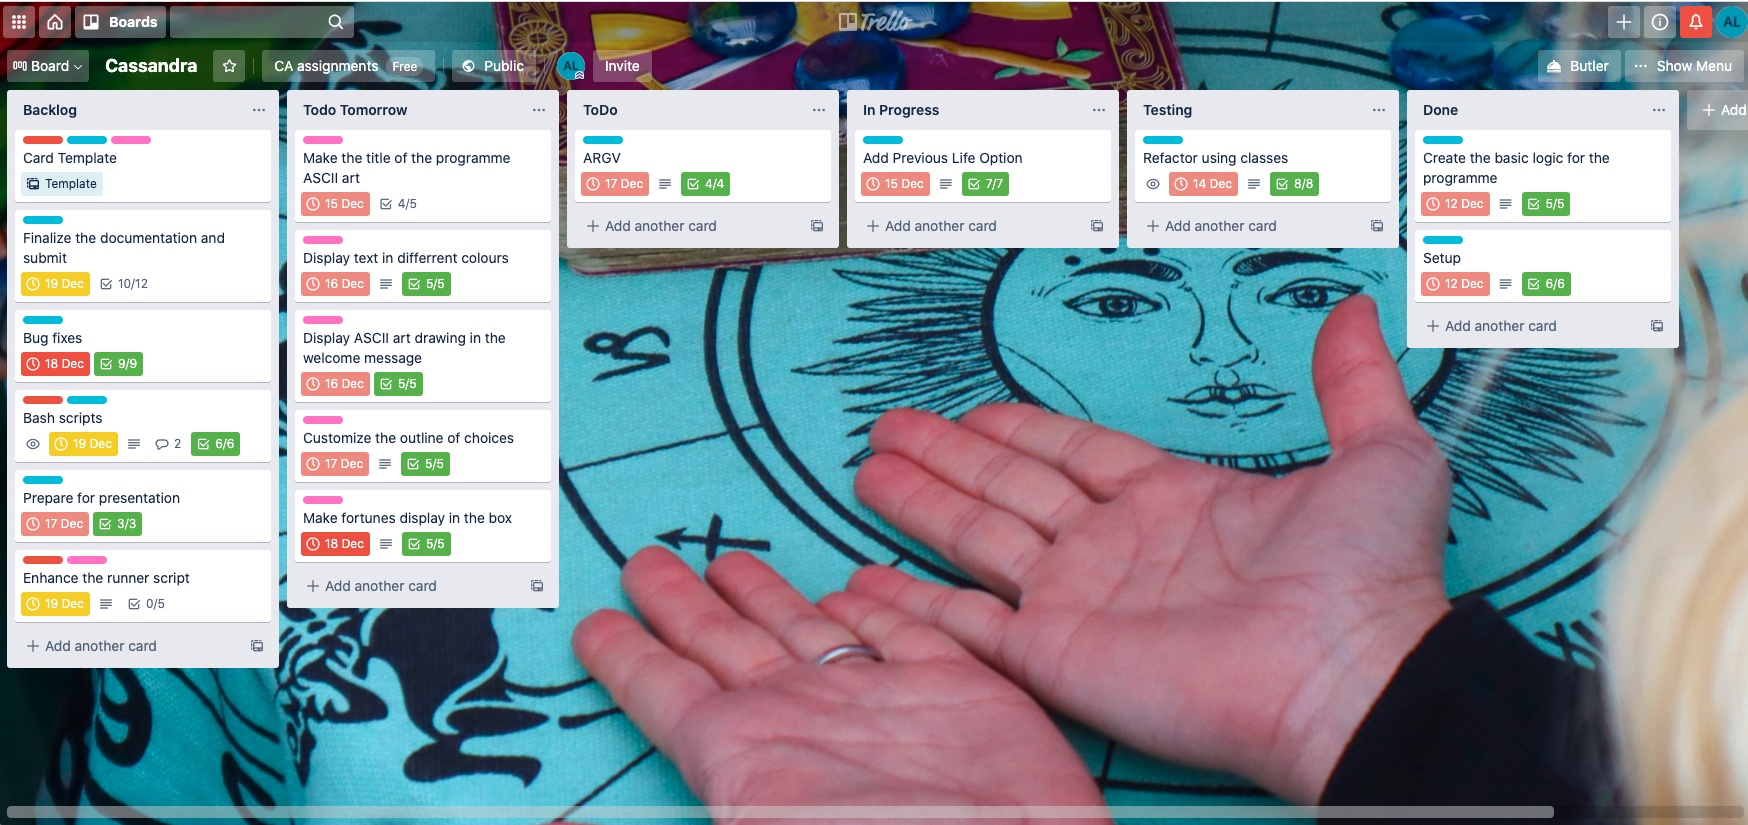 Boards
Trello
AL
Board
Cassandra
CA assignments Free
Public
AL
Invite
Butler
... Show Menu
Backlog
Card Template
Template
Finalize the documentation and
submit
19 Dec 10/12
Bug fixes
18 Dec 9/9
Bash scripts
19 Dec 2 6/6
Prepare for presentation
17 Dec 3/3
Enhance the runner script
19 Dec 0/5
+ Add another card
Todo Tomorrow
Make the title of the programme
ASCII art
15 Dec 4/5
Display text in differrent colours
16 Dec 5/5
Display ASCII art drawing in the
welcome message
16 Dec 5/5
Customize the outline of choices
17 Dec 5/5
Make fortunes display in the box
18 Dec 5/5
+ Add another card
ToDo
ARGV
17 Dec 4/4
+ Add another card
In Progress
Add Previous Life Option
15 Dec 7/7
+ Add another card
Testing
Refactor using classes
14 Dec 8/8
+ Add another card
Done
Create the basic logic for the
programme
12 Dec 5/5
Setup
12 Dec 6/6
+ Add another card
+ Add